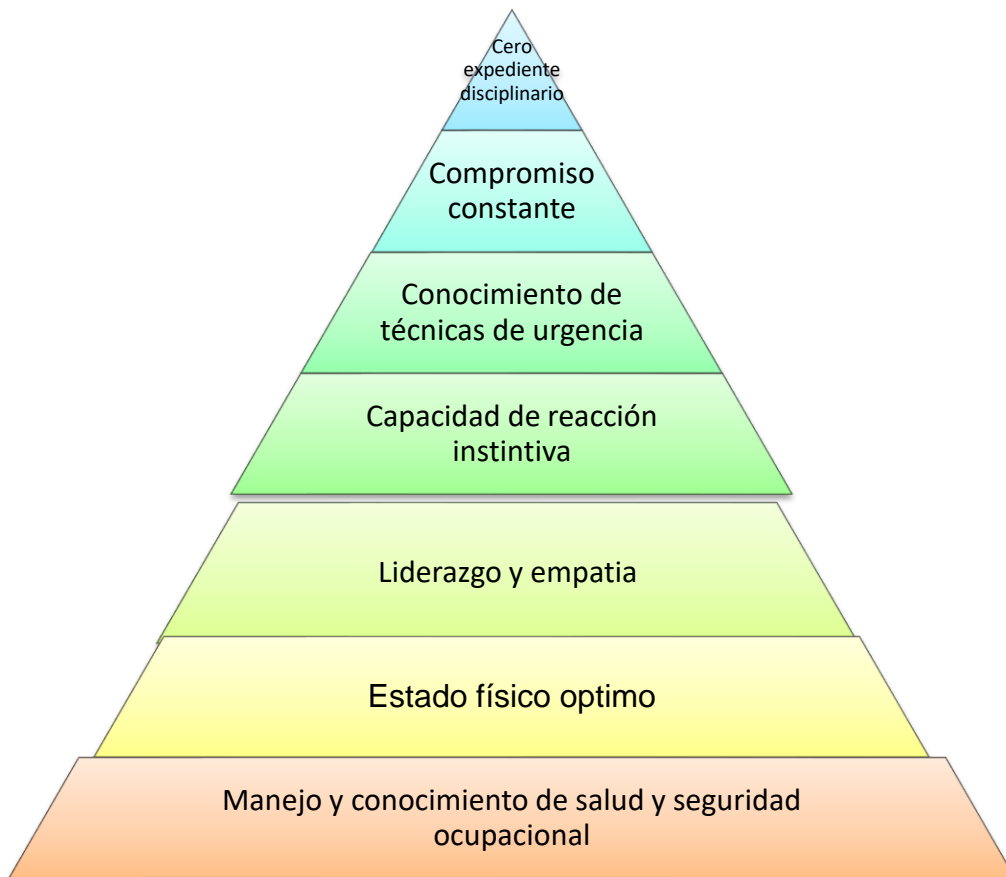 Cero
expediente
disciplinario
Compromiso
constante
Conocimiento de
técnicas de urgencia
Capacidad de reacción
instintiva
Liderazgo y empatia
Estado físico optimo
Manejo y conocimiento de salud y seguridad
ocupacional